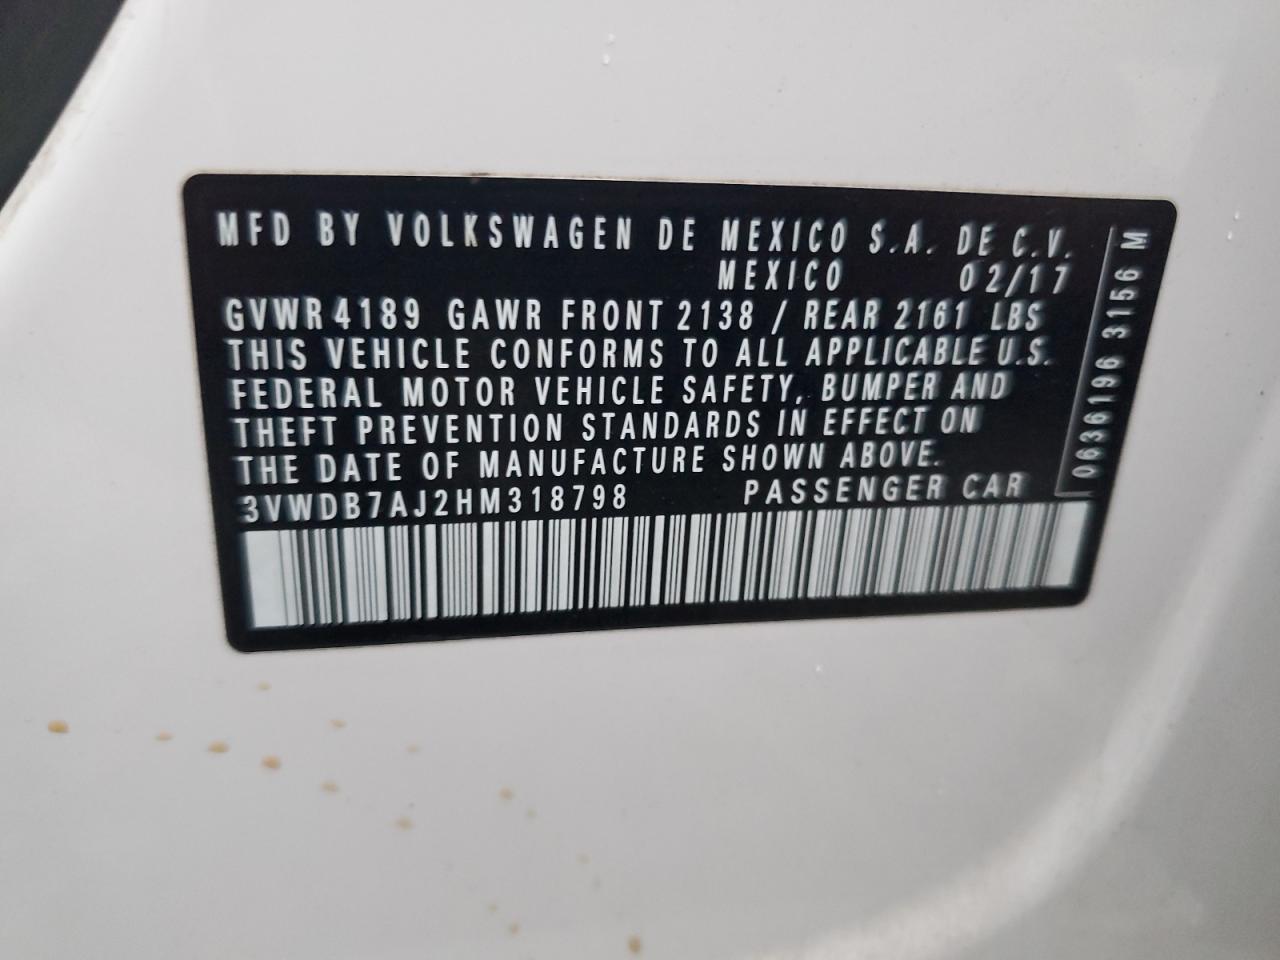 MFD BY VOLKSWAGEN DE MEXICO S.A. DE C.V.
MEXICO 02/17
GVWR 4189 GAWR FRONT 2138 / REAR 2161 LBS
THIS VEHICLE CONFORMS TO ALL APPLICABLE U.S.
FEDERAL MOTOR VEHICLE SAFETY, BUMPER AND
THEFT PREVENTION STANDARDS IN EFFECT ON
THE DATE OF MANUFACTURE SHOWN ABOVE.
3VWDB7AJ2HM318798 PASSENGER CAR
0636196 3156 M